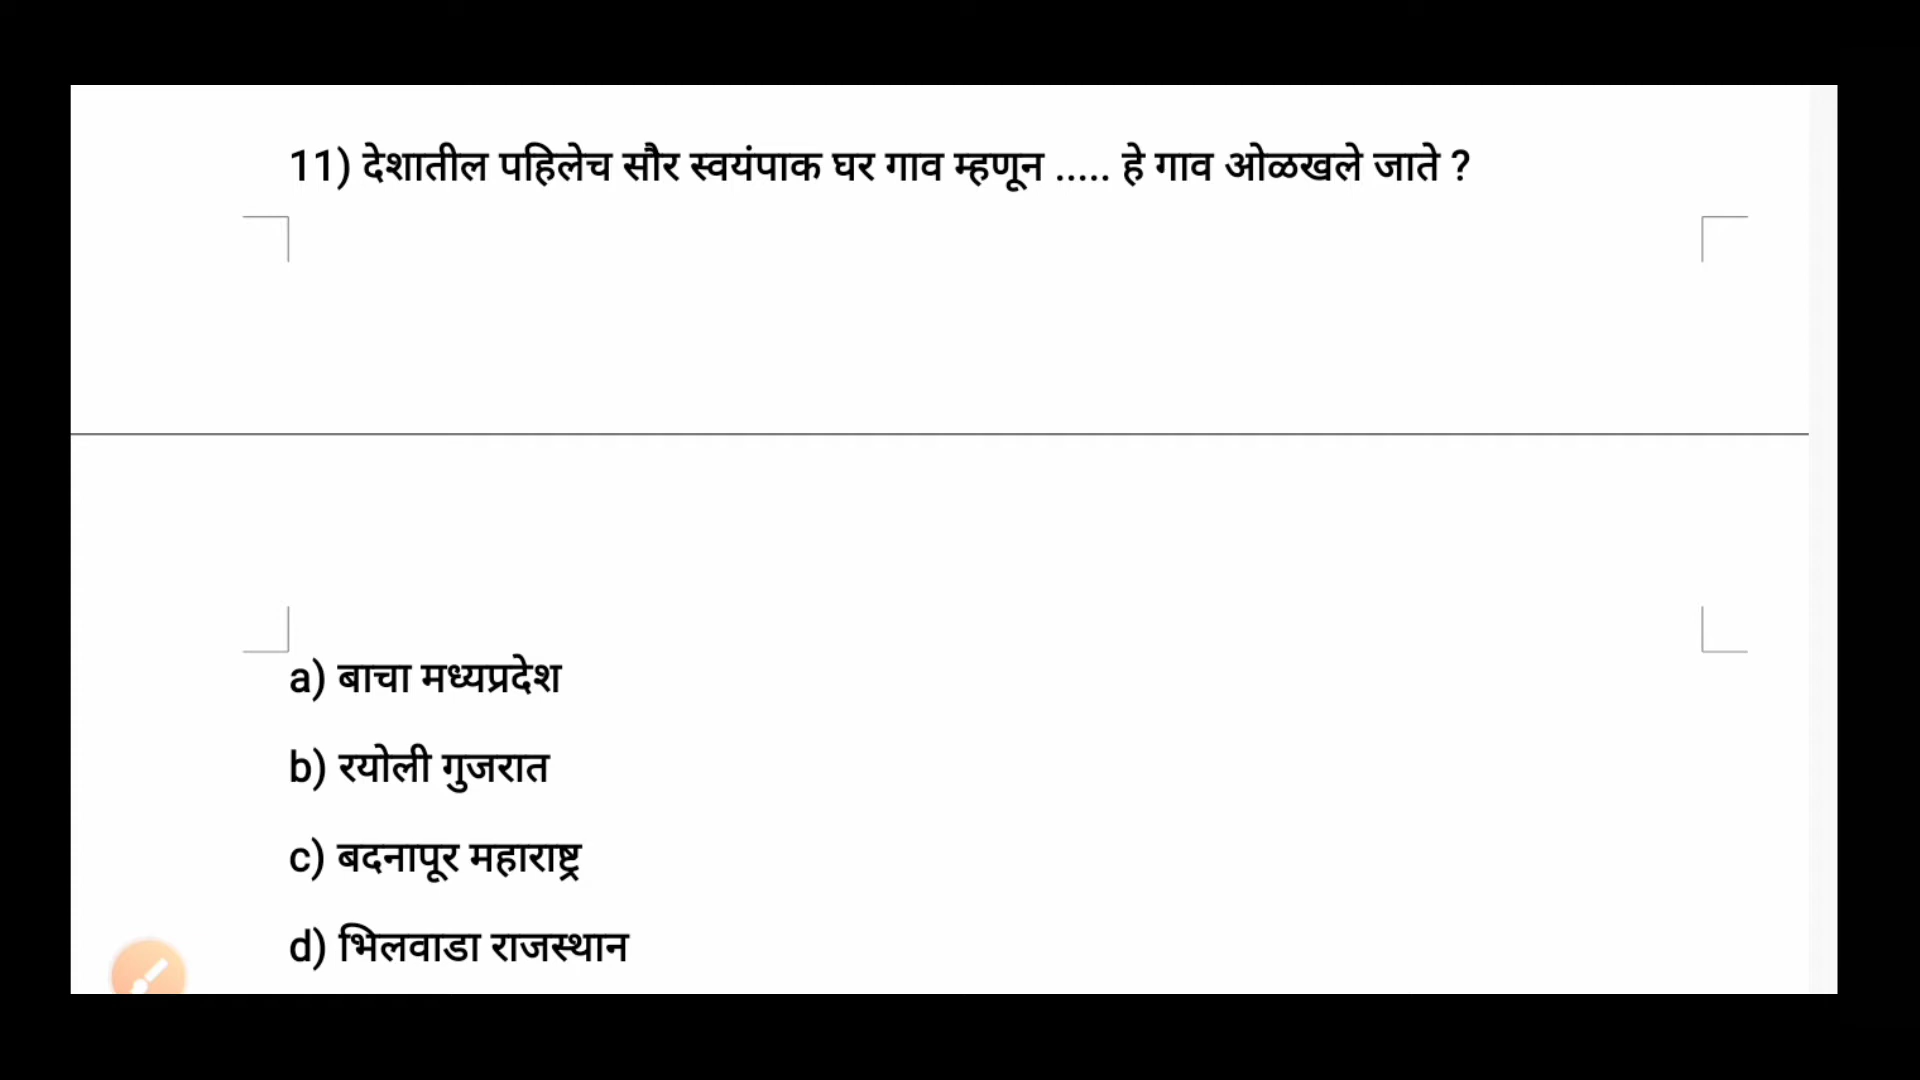 11) देशातील पहिलेच सौर स्वयंपाक घर गाव म्हणून ..... हे गाव ओळखले जाते ?
a) बाचा मध्यप्रदेश
b) रयोली गुजरात
c) बदनापूर महाराष्ट्र
d) भिलवाडा राजस्थान